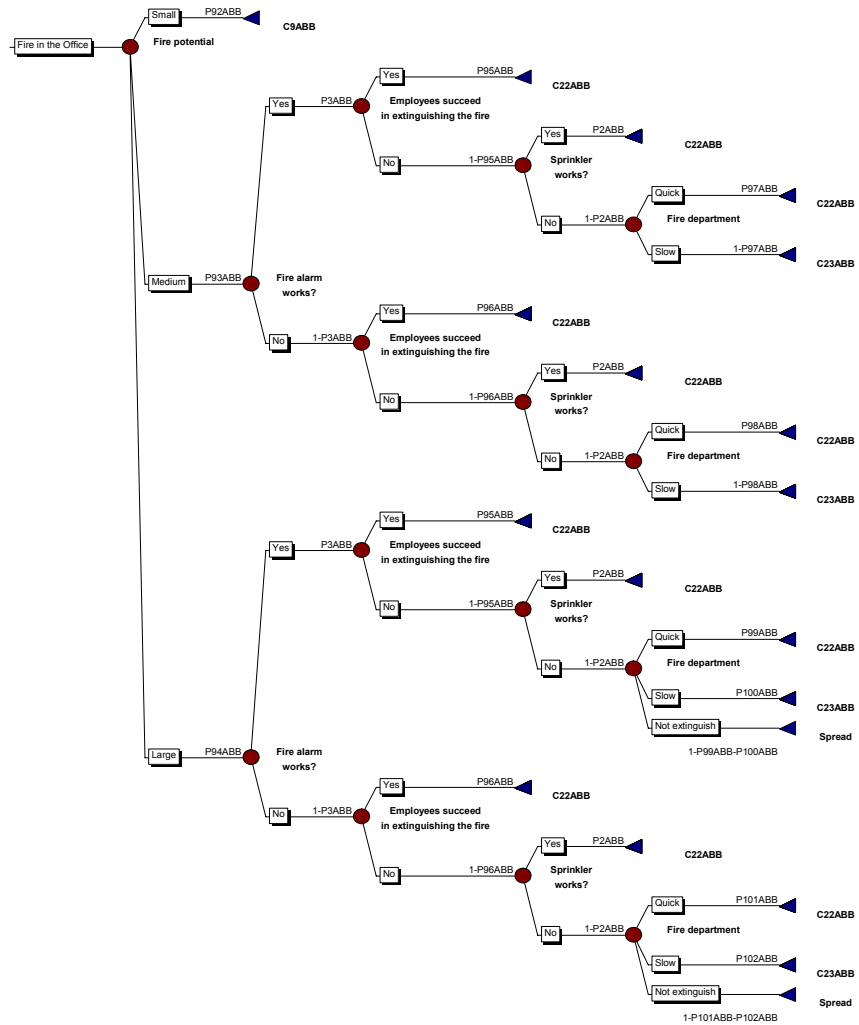 Small P92ABB
C9ABB
Fire in the Office
Fire potential
Yes P95ABB
C22ABB
Yes P3ABB
Employees succeed
in extinguishing the fire
Yes P2ABB
C22ABB
No 1-P95ABB
Sprinkler
works?
Quick P97ABB
C22ABB
No 1-P2ABB
Fire department
Slow 1-P97ABB
C23ABB
Medium P93ABB
Fire alarm
works?
Yes P96ABB
C22ABB
No 1-P3ABB
Employees succeed
in extinguishing the fire
Yes P2ABB
C22ABB
No 1-P96ABB
Sprinkler
works?
Quick P98ABB
C22ABB
No 1-P2ABB
Fire department
Slow 1-P98ABB
C23ABB
Yes P95ABB
C22ABB
Yes P3ABB
Employees succeed
in extinguishing the fire
Yes P2ABB
C22ABB
No 1-P95ABB
Sprinkler
works?
Quick P99ABB
C22ABB
No 1-P2ABB
Fire department
Slow P100ABB
C23ABB
Not extinguish
Spread
1-P99ABB-P100ABB
Large P94ABB
Fire alarm
works?
Yes P96ABB
C22ABB
No 1-P3ABB
Employees succeed
in extinguishing the fire
Yes P2ABB
C22ABB
No 1-P96ABB
Sprinkler
works?
Quick P101ABB
C22ABB
No 1-P2ABB
Fire department
Slow P102ABB
C23ABB
Not extinguish
Spread
1-P101ABB-P102ABB